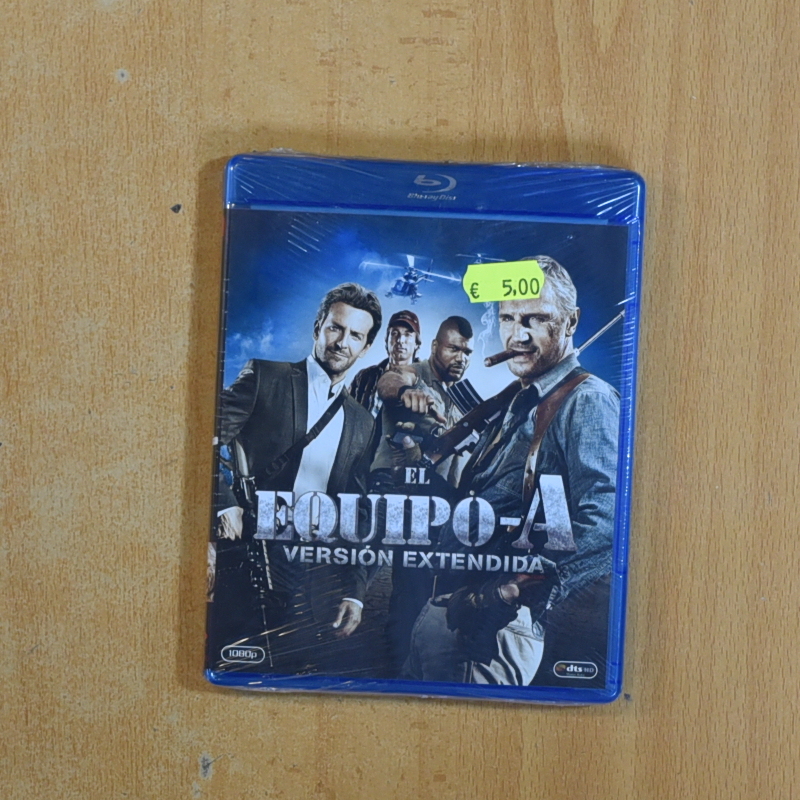 Blu-ray Disc
€ 5,00
EL
EQUIPO-A
VERSIÓN EXTENDIDA
1080p
dts HD